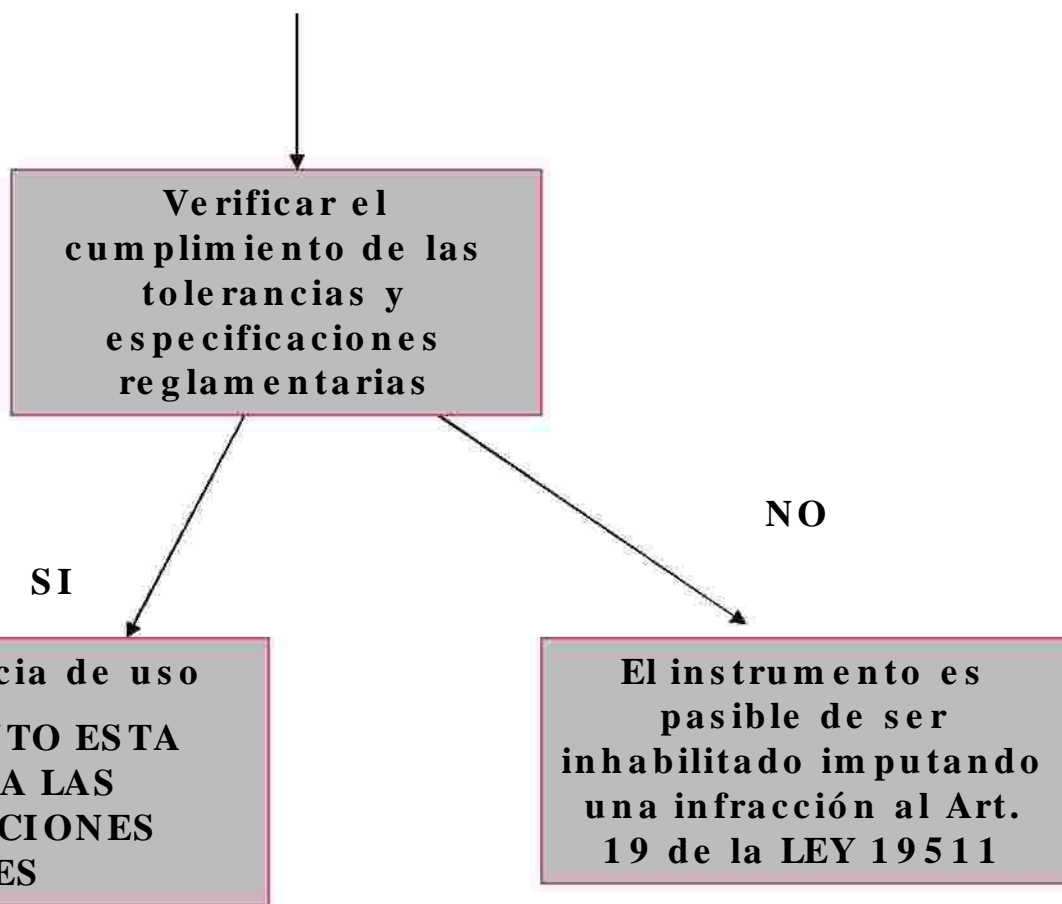 Verificar el
cumplimiento de las
tolerancias y
especificaciones
reglamentarias
NO
SI
cia de uso
TO ESTA
A LAS
CIONES
ES
El instrumento es
pasible de ser
inhabilitado imputando
una infracción al Art.
19 de la LEY 19511